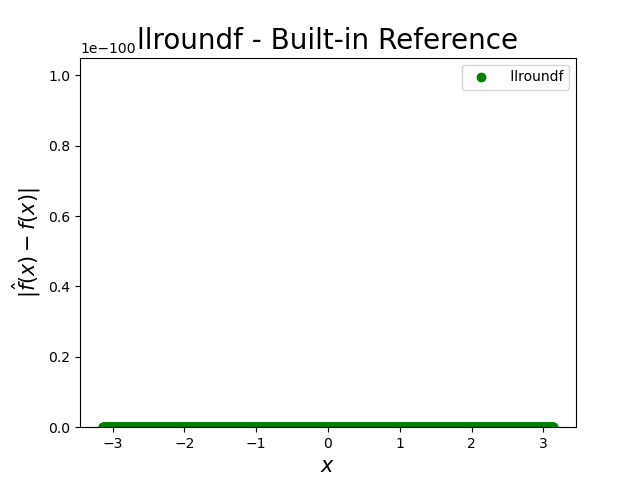 llroundf - Built-in Reference
1e−100
llroundf
1.0
0.8
0.6
0.4
0.2
0.0
|f̂(x) − f(x)|
−3 −2 −1 0 1 2 3
x